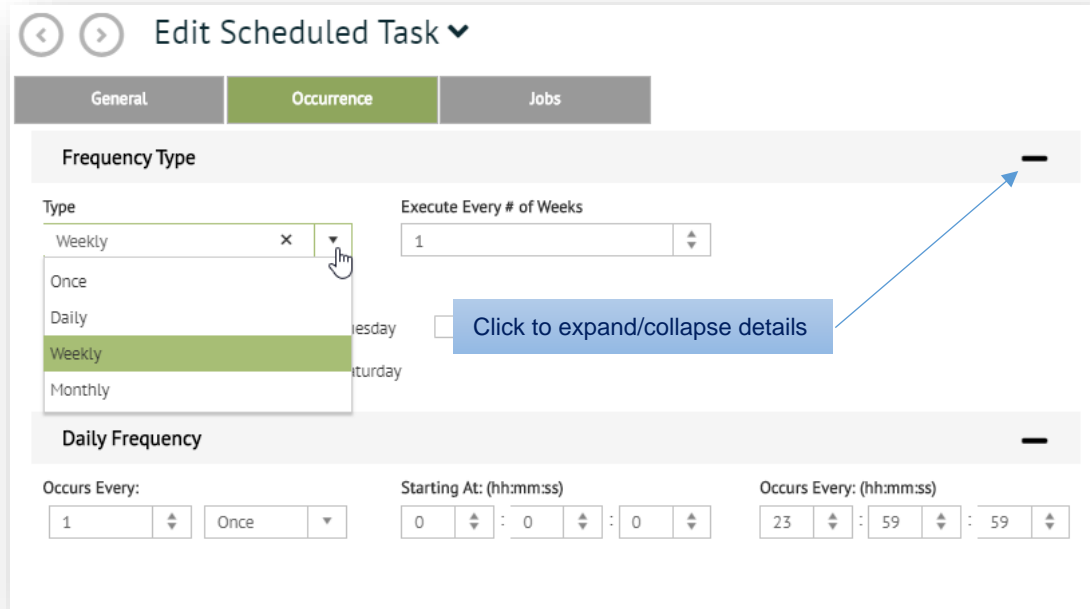 Edit Scheduled Task
General Occurrence Jobs
Frequency Type
Type Execute Every # of Weeks
Weekly 1
Once
Daily
Weekly
Monthly
Click to expand/collapse details
Daily Frequency
Occurs Every: Starting At: (hh:mm:ss) Occurs Every: (hh:mm:ss)
1 Once 0 : 0 : 0 23 : 59 : 59